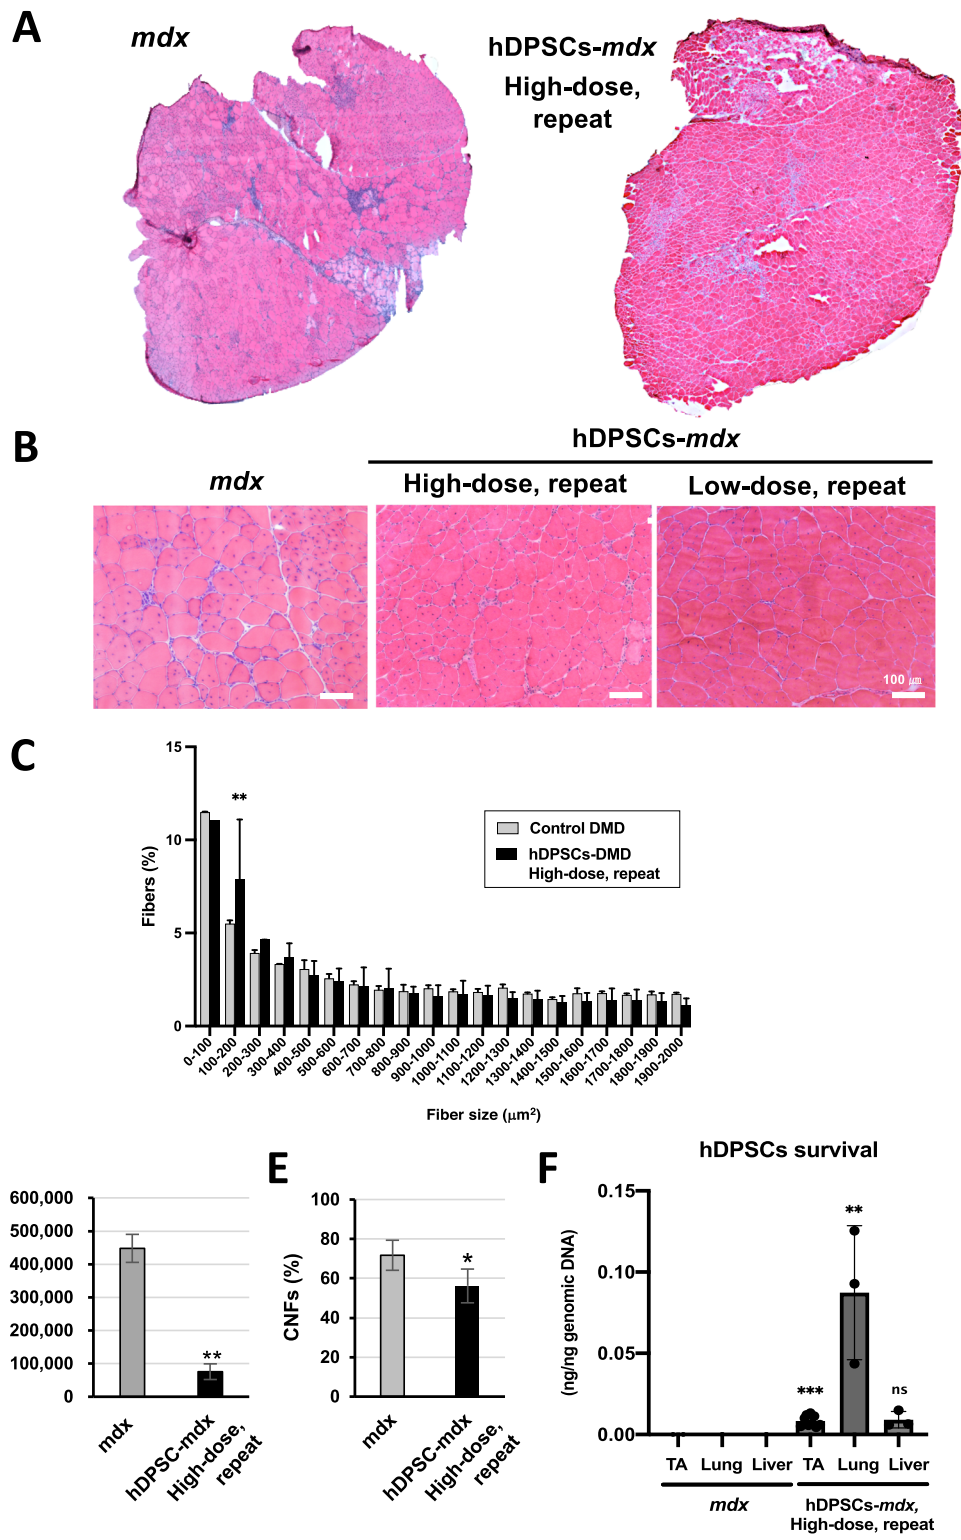 A
mdx
hDPSCs-mdx
High-dose,
repeat
B
hDPSCs-mdx
mdx
High-dose, repeat
Low-dose, repeat
100 ㎛
C
15
10
5
0
Fibers (%)
**
Control DMD
hDPSCs-DMD
High-dose, repeat
0-100
100-200
200-300
300-400
400-500
500-600
600-700
700-800
800-900
900-1000
1000-1100
1100-1200
1200-1300
1300-1400
1400-1500
1500-1600
1600-1700
1700-1800
1800-1900
1900-2000
Fiber size (μm²)
600,000
500,000
400,000
300,000
200,000
100,000
0
**
mdx
hDPSC-mdx
High-dose,
repeat
E
100
80
60
40
20
0
CNFs (%)
*
mdx
hDPSC-mdx
High-dose,
repeat
F
hDPSCs survival
0.15
0.10
0.05
0.00
(ng/ng genomic DNA)
***
**
ns
TA Lung Liver TA Lung Liver
mdx
hDPSCs-mdx,
High-dose, repeat